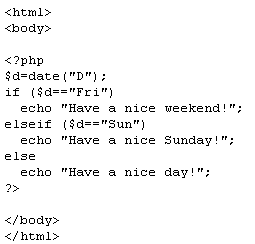 <html>
<body>

<?php
$d=date("D");
if ($d=="Fri")
  echo "Have a nice weekend!";
elseif ($d=="Sun")
  echo "Have a nice Sunday!";
else
  echo "Have a nice day!";
?>

</body>
</html>